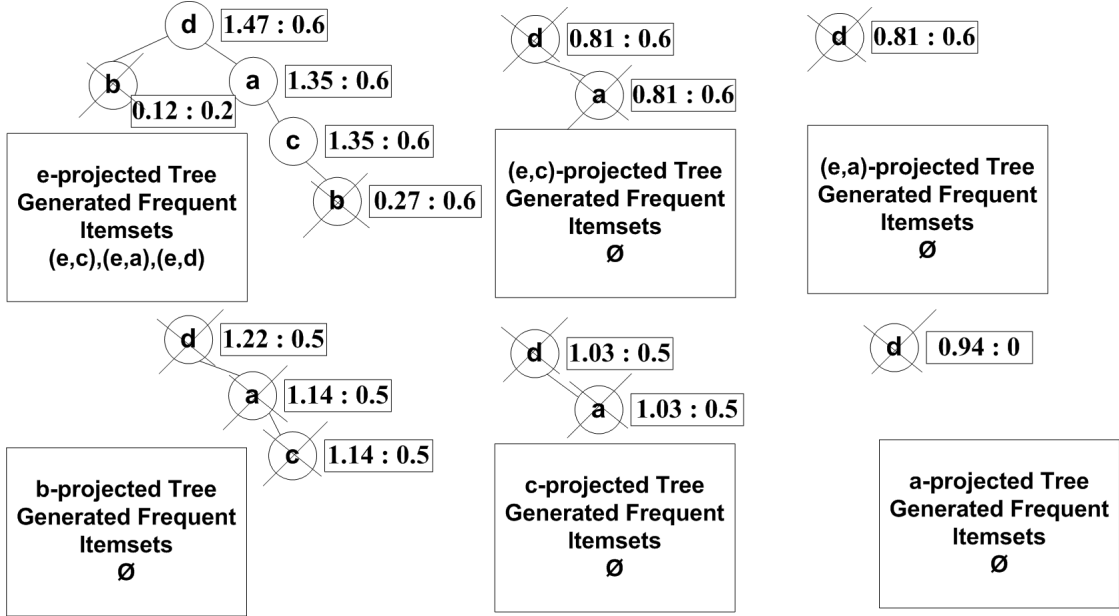 d 1.47 : 0.6
b 0.12 : 0.2
a 1.35 : 0.6
c 1.35 : 0.6
b 0.27 : 0.6
e-projected Tree
Generated Frequent
Itemsets
(e,c),(e,a),(e,d)
d 0.81 : 0.6
a 0.81 : 0.6
(e,c)-projected Tree
Generated Frequent
Itemsets
Ø
d 0.81 : 0.6
(e,a)-projected Tree
Generated Frequent
Itemsets
Ø
d 1.22 : 0.5
a 1.14 : 0.5
c 1.14 : 0.5
b-projected Tree
Generated Frequent
Itemsets
Ø
d 1.03 : 0.5
a 1.03 : 0.5
c-projected Tree
Generated Frequent
Itemsets
Ø
d 0.94 : 0
a-projected Tree
Generated Frequent
Itemsets
Ø